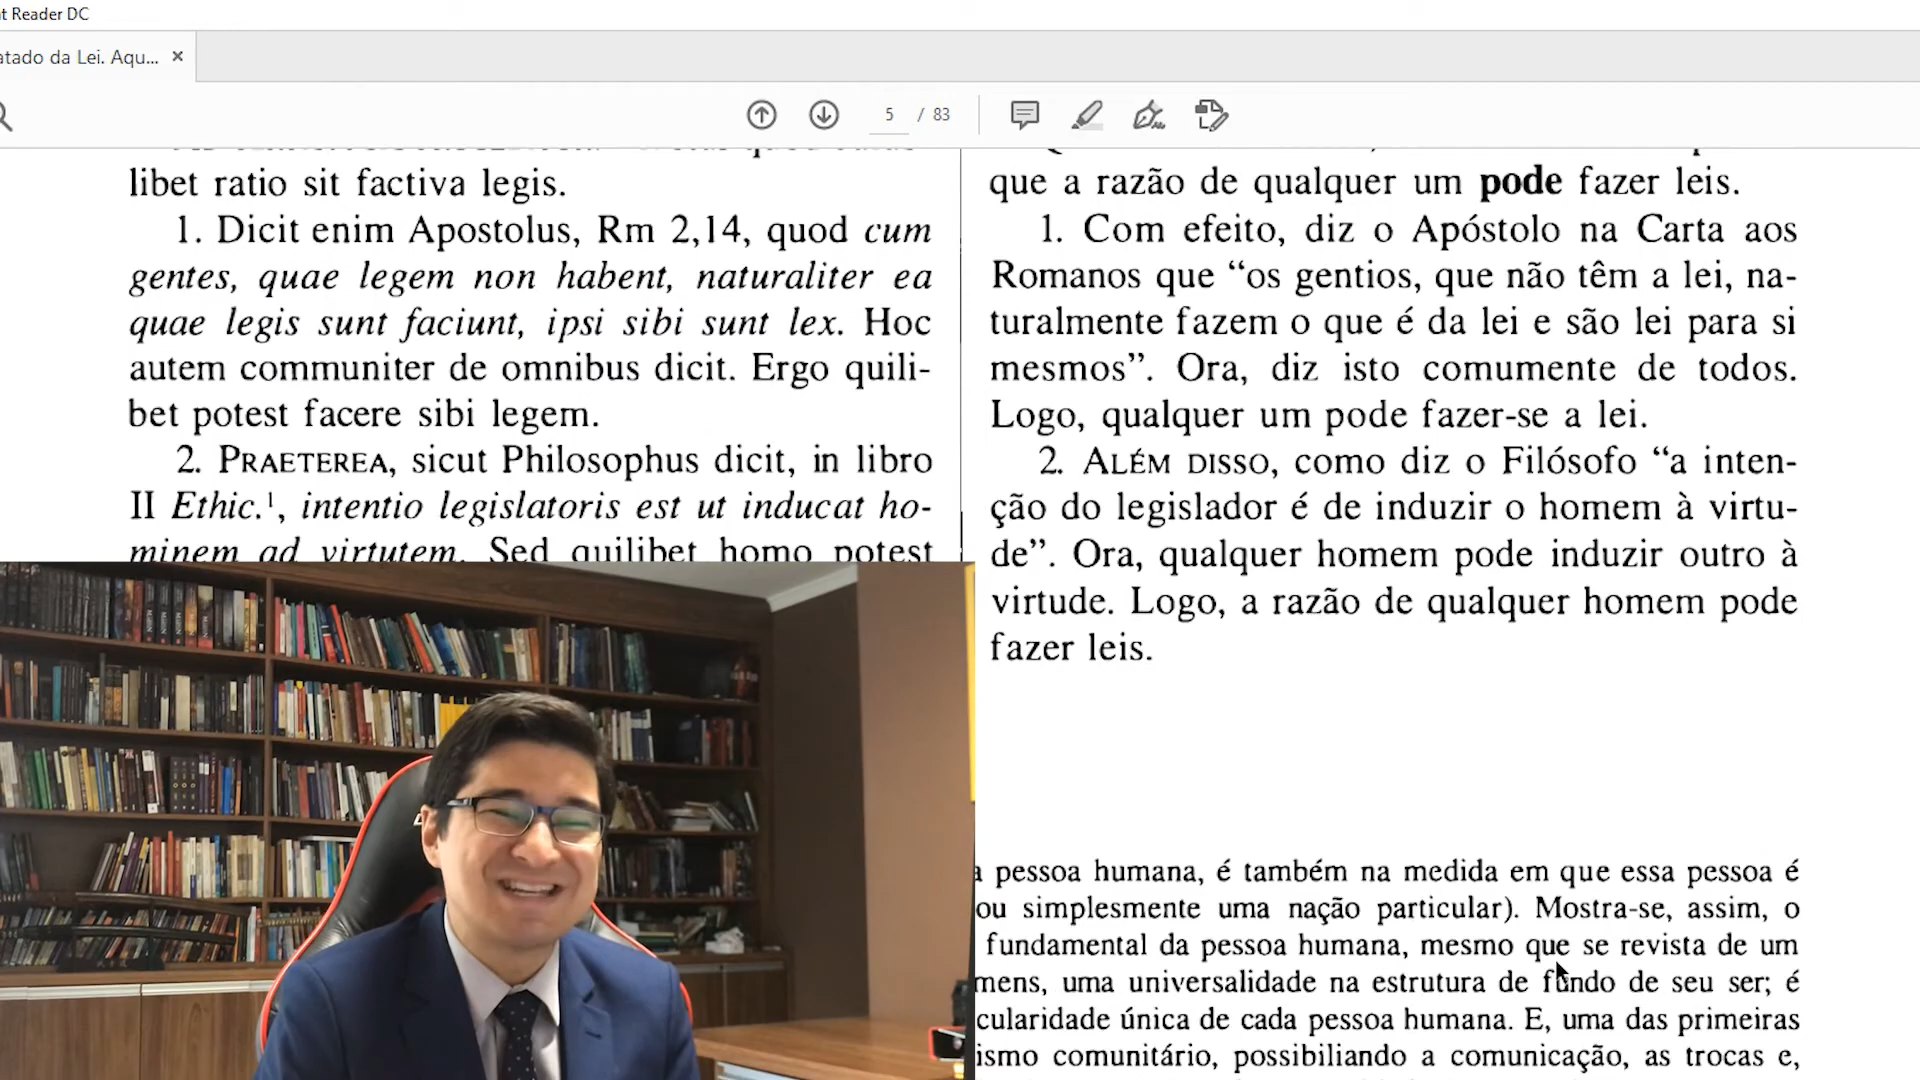 t Reader DC
atado da Lei. Aqu...
5 / 83
libet ratio sit factiva legis.
1. Dicit enim Apostolus, Rm 2,14, quod cum
gentes, quae legem non habent, naturaliter ea
quae legis sunt faciunt, ipsi sibi sunt lex. Hoc
autem communiter de omnibus dicit. Ergo quili-
bet potest facere sibi legem.
2. PRAETEREA, sicut Philosophus dicit, in libro
II Ethic.¹, intentio legislatoris est ut inducat ho-
minem ad virtutem. Sed quilibet homo potest
que a razão de qualquer um pode fazer leis.
1. Com efeito, diz o Apóstolo na Carta aos
Romanos que “os gentios, que não têm a lei, na-
turalmente fazem o que é da lei e são lei para si
mesmos”. Ora, diz isto comumente de todos.
Logo, qualquer um pode fazer-se a lei.
2. ALÉM DISSO, como diz o Filósofo “a inten-
ção do legislador é de induzir o homem à virtu-
de”. Ora, qualquer homem pode induzir outro à
virtude. Logo, a razão de qualquer homem pode
fazer leis.
a pessoa humana, é também na medida em que essa pessoa é
ou simplesmente uma nação particular). Mostra-se, assim, o
fundamental da pessoa humana, mesmo que se revista de um
mens, uma universalidade na estrutura de fundo de seu ser; é
cularidade única de cada pessoa humana. E, uma das primeiras
ismo comunitário, possibiliando a comunicação, as trocas e,